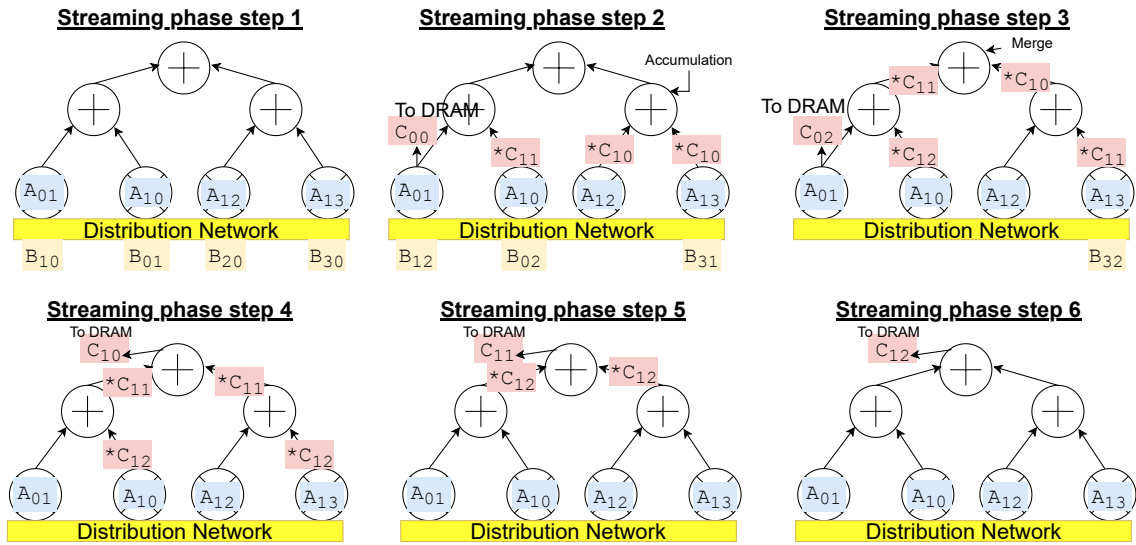 Streaming phase step 1
A01 A10 A12 A13
Distribution Network
B10 B01 B20 B30
Streaming phase step 2
Accumulation
To DRAM
C00 *C11 *C10 *C10
A01 A10 A12 A13
Distribution Network
B12 B02 B31
Streaming phase step 3
Merge
*C11 *C10
To DRAM
C02 *C12 *C11
A01 A10 A12 A13
Distribution Network
B32
Streaming phase step 4
To DRAM
C10
*C11 *C11
*C12 *C12
A01 A10 A12 A13
Distribution Network
Streaming phase step 5
To DRAM
C11
*C12 *C12
A01 A10 A12 A13
Distribution Network
Streaming phase step 6
To DRAM
C12
A01 A10 A12 A13
Distribution Network